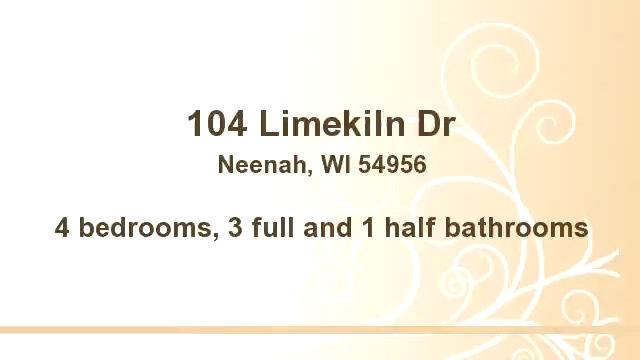 104 Limekiln Dr
Neenah, WI 54956
4 bedrooms, 3 full and 1 half bathrooms